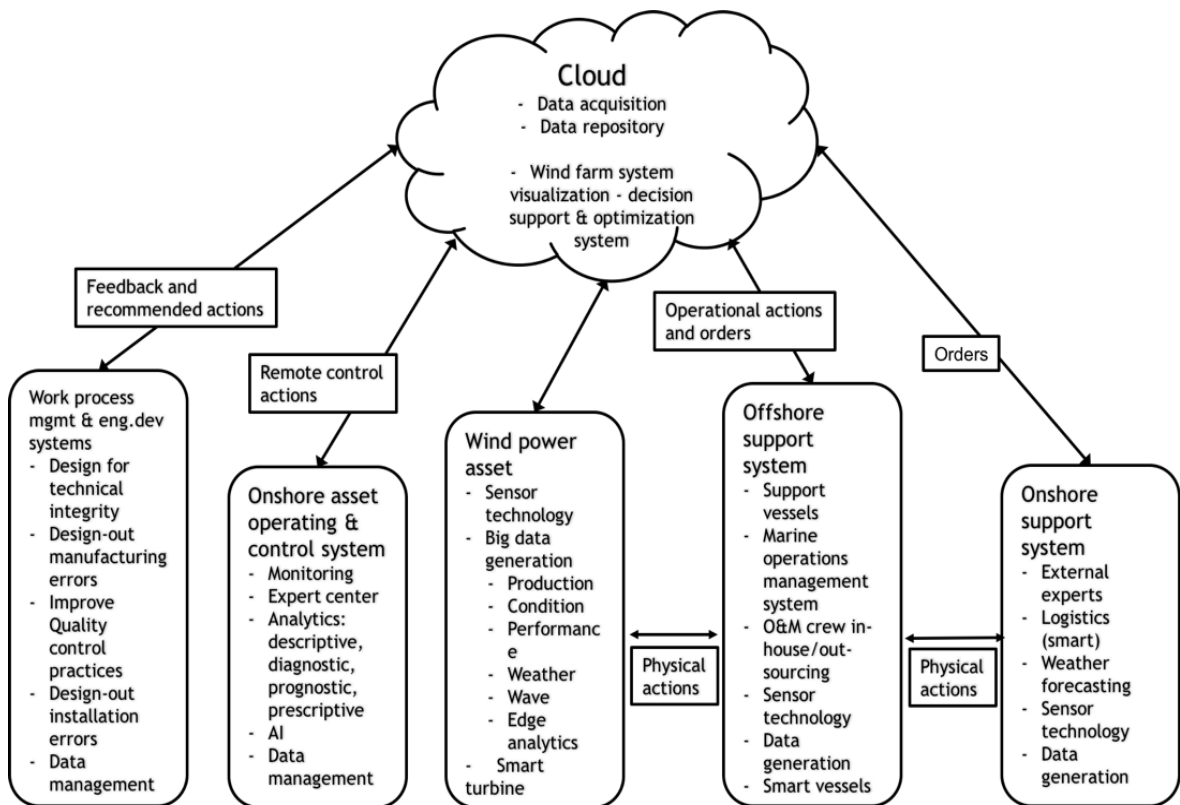 Cloud
- Data acquisition
- Data repository
- Wind farm system
visualization - decision
support & optimization
system
Feedback and
recommended actions
Remote control
actions
Operational actions
and orders
Orders
Work process
mgmt & eng.dev
systems
- Design for
technical
integrity
- Design-out
manufacturing
errors
- Improve
Quality
control
practices
- Design-out
installation
errors
- Data
management
Onshore asset
operating &
control system
- Monitoring
- Expert center
- Analytics:
descriptive,
diagnostic,
prognostic,
prescriptive
- AI
- Data
management
Wind power
asset
- Sensor
technology
- Big data
generation
- Production
- Condition
- Performanc
e
- Weather
- Wave
- Edge
analytics
- Smart
turbine
Physical
actions
Offshore
support
system
- Support
vessels
- Marine
operations
management
system
- O&M crew in-
house/out-
sourcing
- Sensor
technology
- Data
generation
- Smart vessels
Physical
actions
Onshore
support
system
- External
experts
- Logistics
(smart)
- Weather
forecasting
- Sensor
technology
- Data
generation